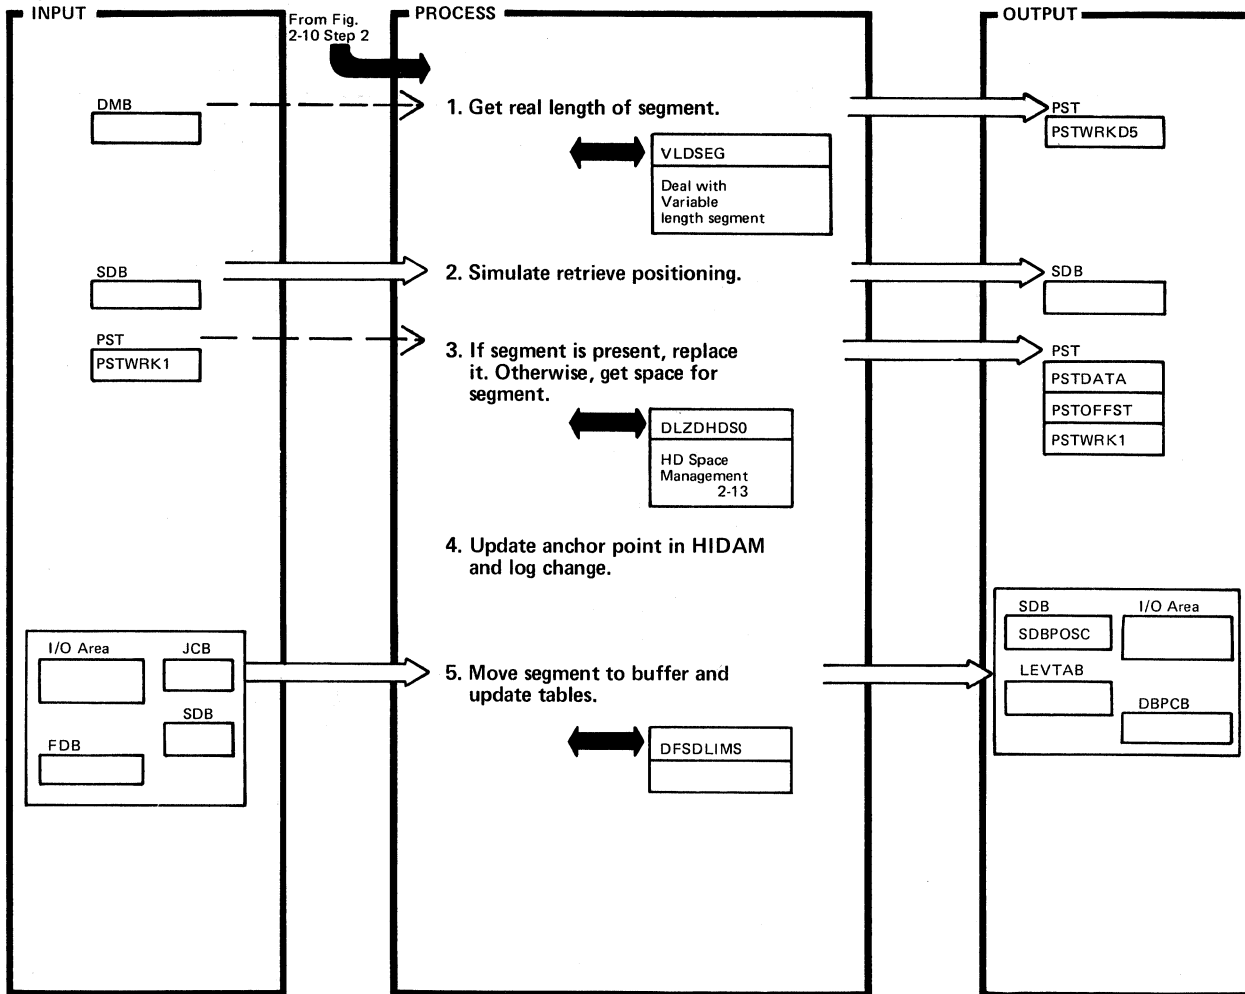 INPUT
From Fig.
2-10 Step 2
PROCESS
OUTPUT
DMB
1. Get real length of segment.
PST
PSTWRKD5
VLDSEG
Deal with
Variable
length segment
SDB
2. Simulate retrieve positioning.
SDB
PST
PSTWRK1
3. If segment is present, replace
it. Otherwise, get space for
segment.
PST
PSTDATA
PSTOFFST
PSTWRK1
DLZDHDS0
HD Space
Management
2-13
4. Update anchor point in HIDAM
and log change.
I/O Area
JCB
SDB
FDB
5. Move segment to buffer and
update tables.
DFSDLIMS
SDB
I/O Area
SDBPOSC
LEVTAB
DBPCB